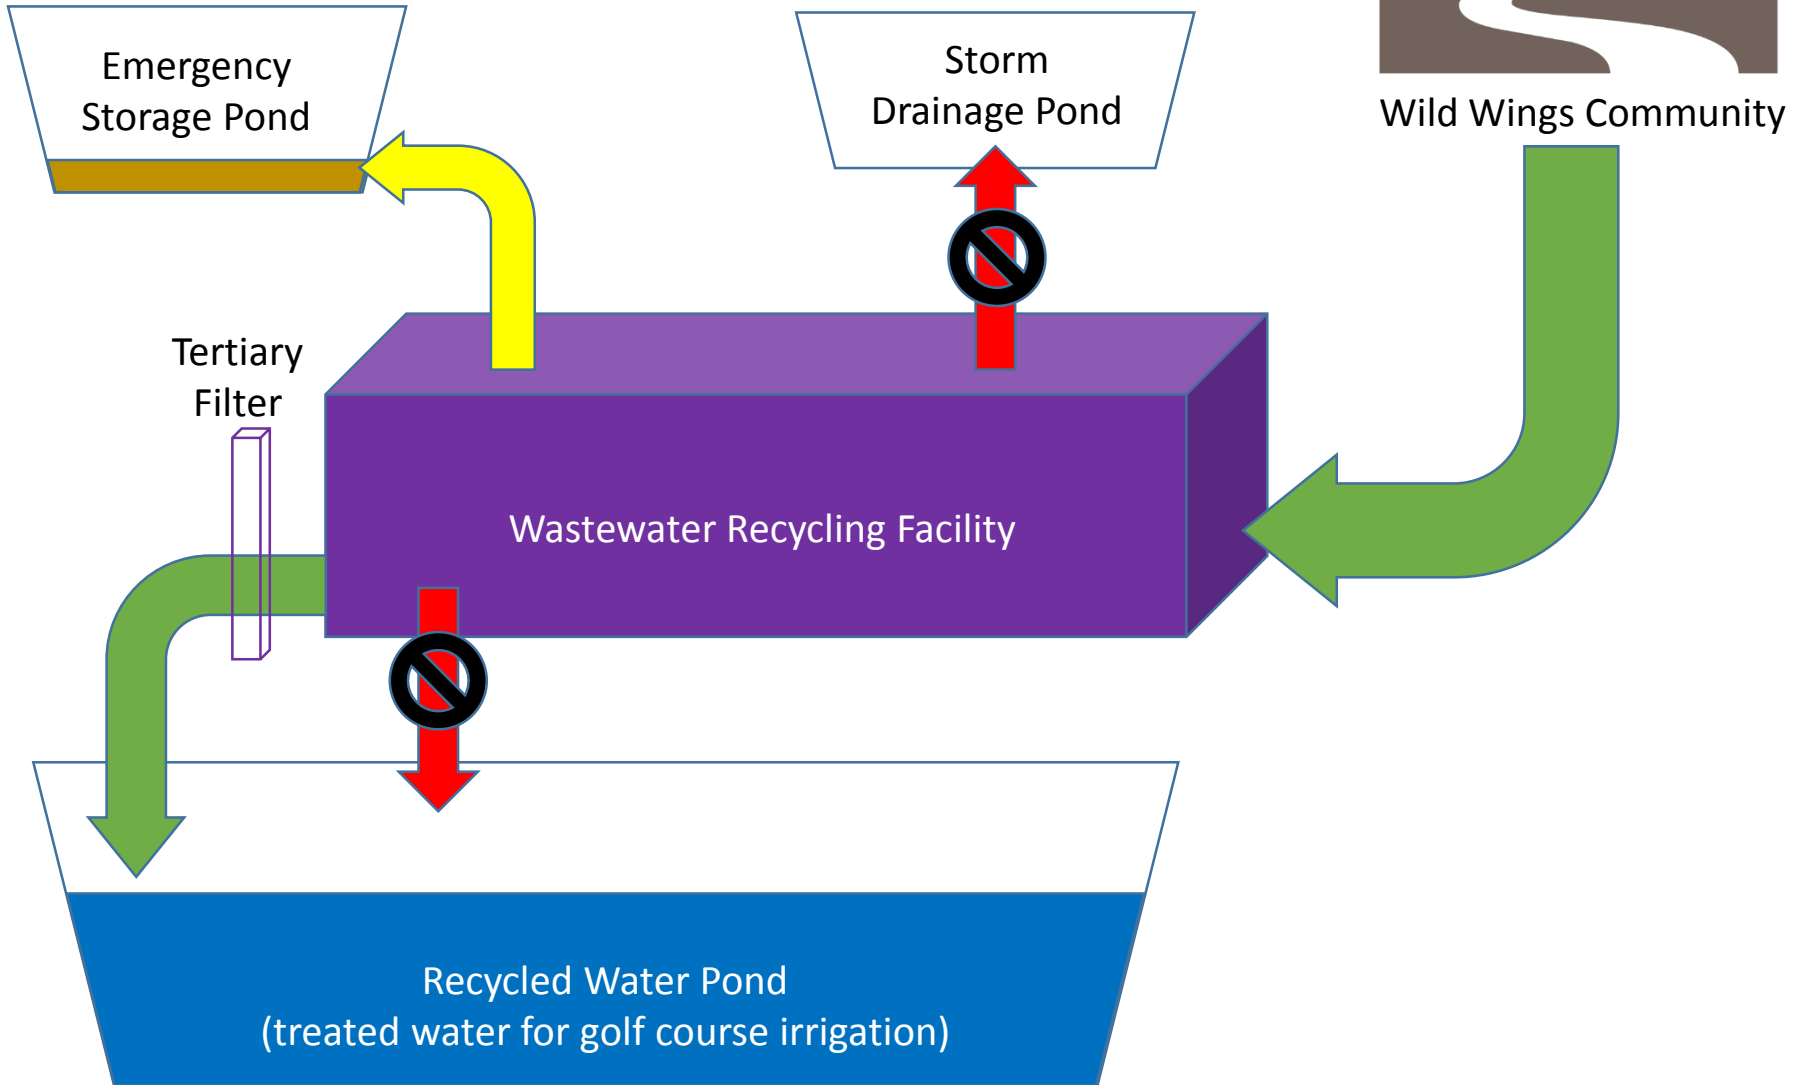 Emergency
Storage Pond
Storm
Drainage Pond
Wild Wings Community
Tertiary
Filter
Wastewater Recycling Facility
Recycled Water Pond
(treated water for golf course irrigation)